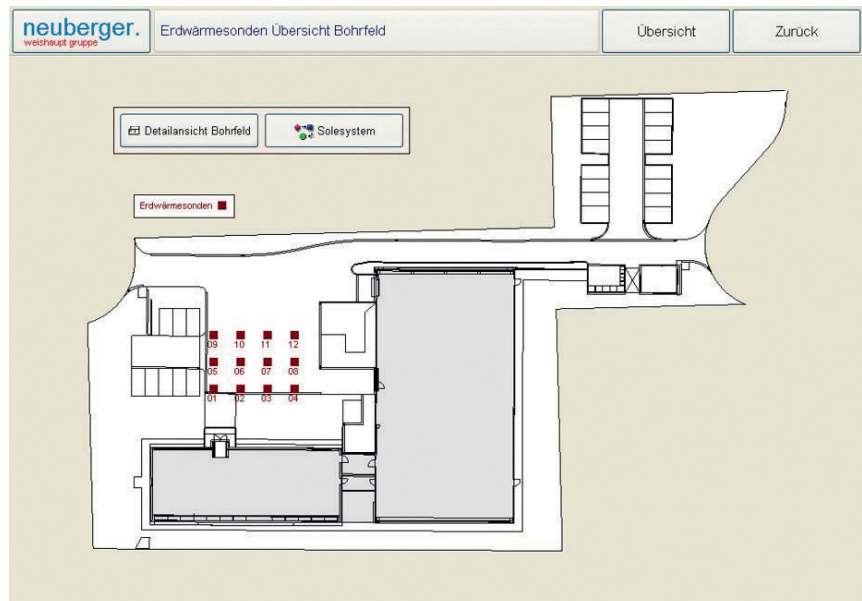 neuberger.
weishaupt gruppe
Erdwärmesonden Übersicht Bohrfeld
Übersicht
Zurück
Detailansicht Bohrfeld
Solesystem
Erdwärmesonden
09 10 11 12
05 06 07 08
01 02 03 04